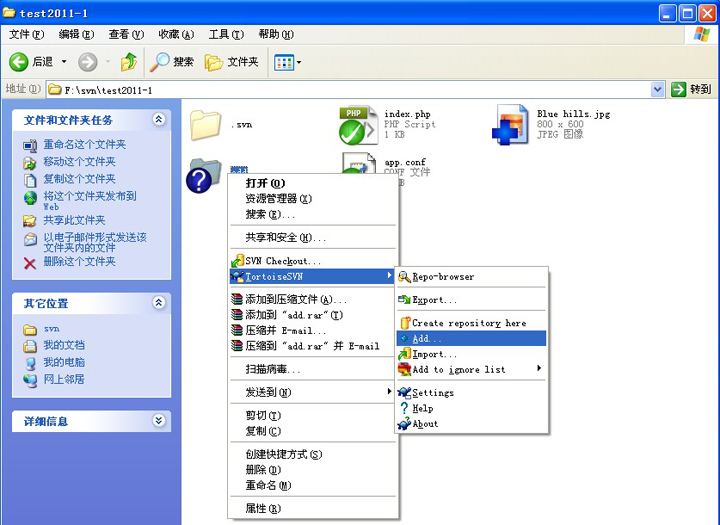 test2011-1
文件(F) 编辑(E) 查看(V) 收藏(A) 工具(T) 帮助(H)
后退 搜索 文件夹
地址(D) F:\svn\test2011-1 转到
文件和文件夹任务
重命名这个文件夹
移动这个文件夹
复制这个文件夹
将这个文件夹发布到
Web
共享此文件夹
以电子邮件形式发送该
文件夹内的文件
删除这个文件夹
其它位置
svn
我的文档
我的电脑
网上邻居
详细信息
.svn
index.php
PHP Script
1 KB
Blue hills.jpg
800 x 600
JPEG 图像
app.conf
CONF 文件
打开(O)
资源管理器(X)
搜索(E)...
共享和安全(H)...
SVN Checkout...
TortoiseSVN
添加到压缩文件(A)...
添加到 "add.rar"(T)
压缩并 E-mail...
压缩到 "add.rar" 并 E-mail
扫描病毒...
发送到(N)
剪切(T)
复制(C)
创建快捷方式(S)
删除(D)
重命名(M)
属性(R)
Repo-browser
Export...
Create repository here
Add...
Import...
Add to ignore list
Settings
Help
About